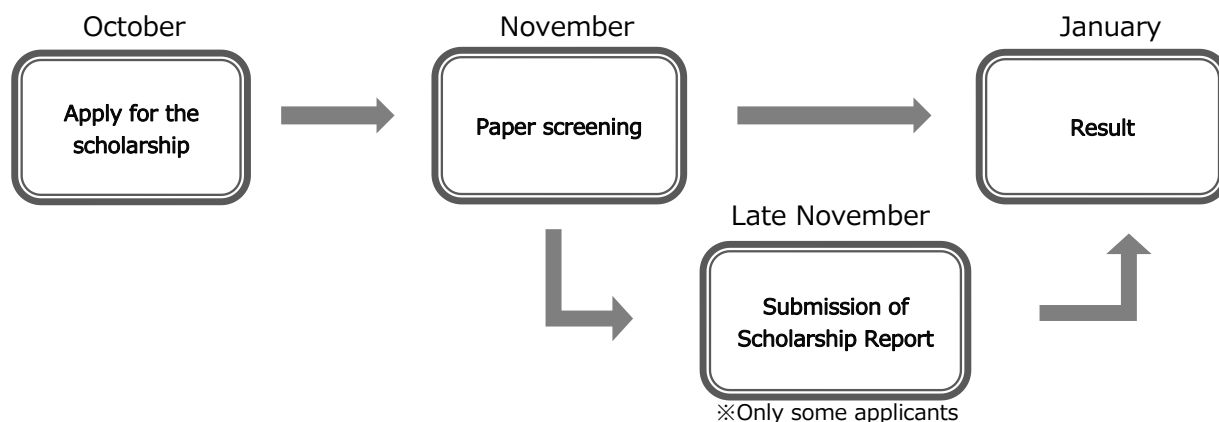 October
Apply for the
scholarship
November
Paper screening
January
Result
Late November
Submission of
Scholarship Report
※Only some applicants